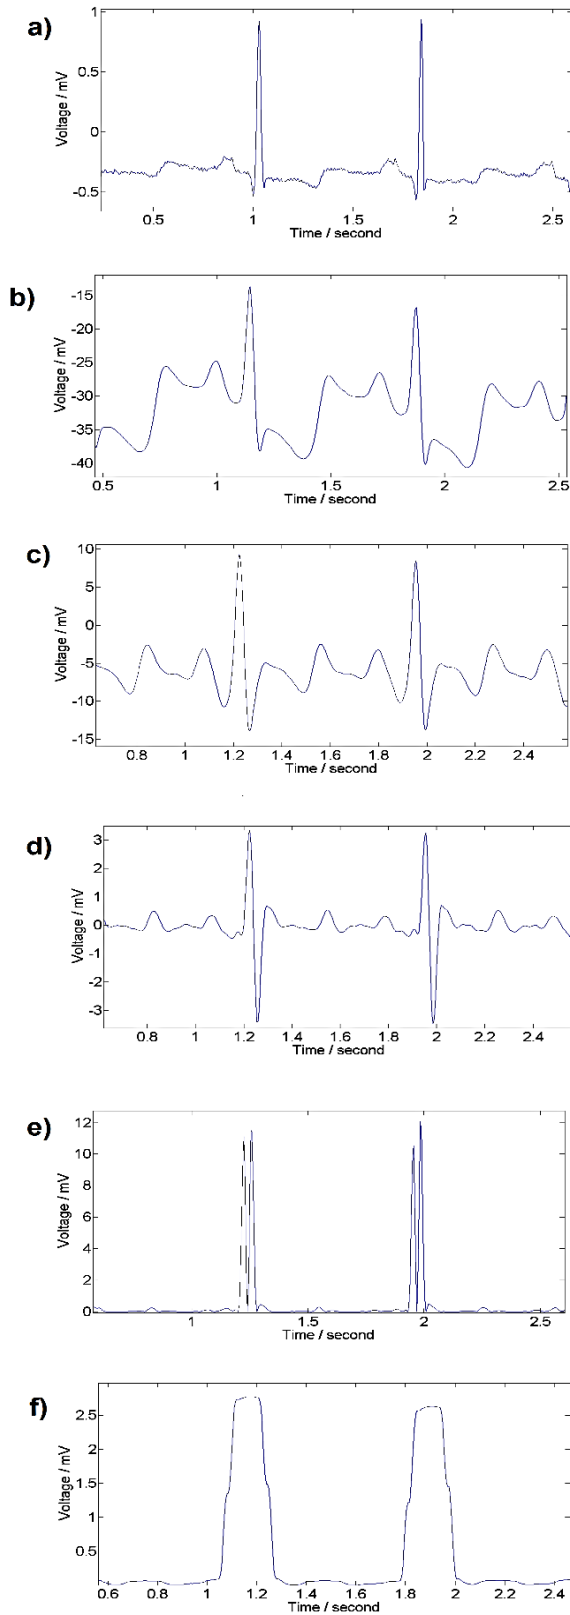 a)
1
0.5
0
-0.5
Voltage / mV
0.5 1 1.5 2 2.5
Time / second
b)
-15
-20
-25
-30
-35
-40
Voltage / mV
0.5 1 1.5 2 2.5
Time / second
c)
10
5
0
-5
-10
-15
Voltage / mV
0.8 1 1.2 1.4 1.6 1.8 2 2.2 2.4
Time / second
d)
3
2
1
0
-1
-2
-3
Voltage / mV
0.8 1 1.2 1.4 1.6 1.8 2 2.2 2.4
Time / second
e)
12
10
8
6
4
2
0
Voltage / mV
1 1.5 2 2.5
Time / second
f)
2.5
2
1.5
1
0.5
Voltage / mV
0.6 0.8 1 1.2 1.4 1.6 1.8 2 2.2 2.4
Time / second